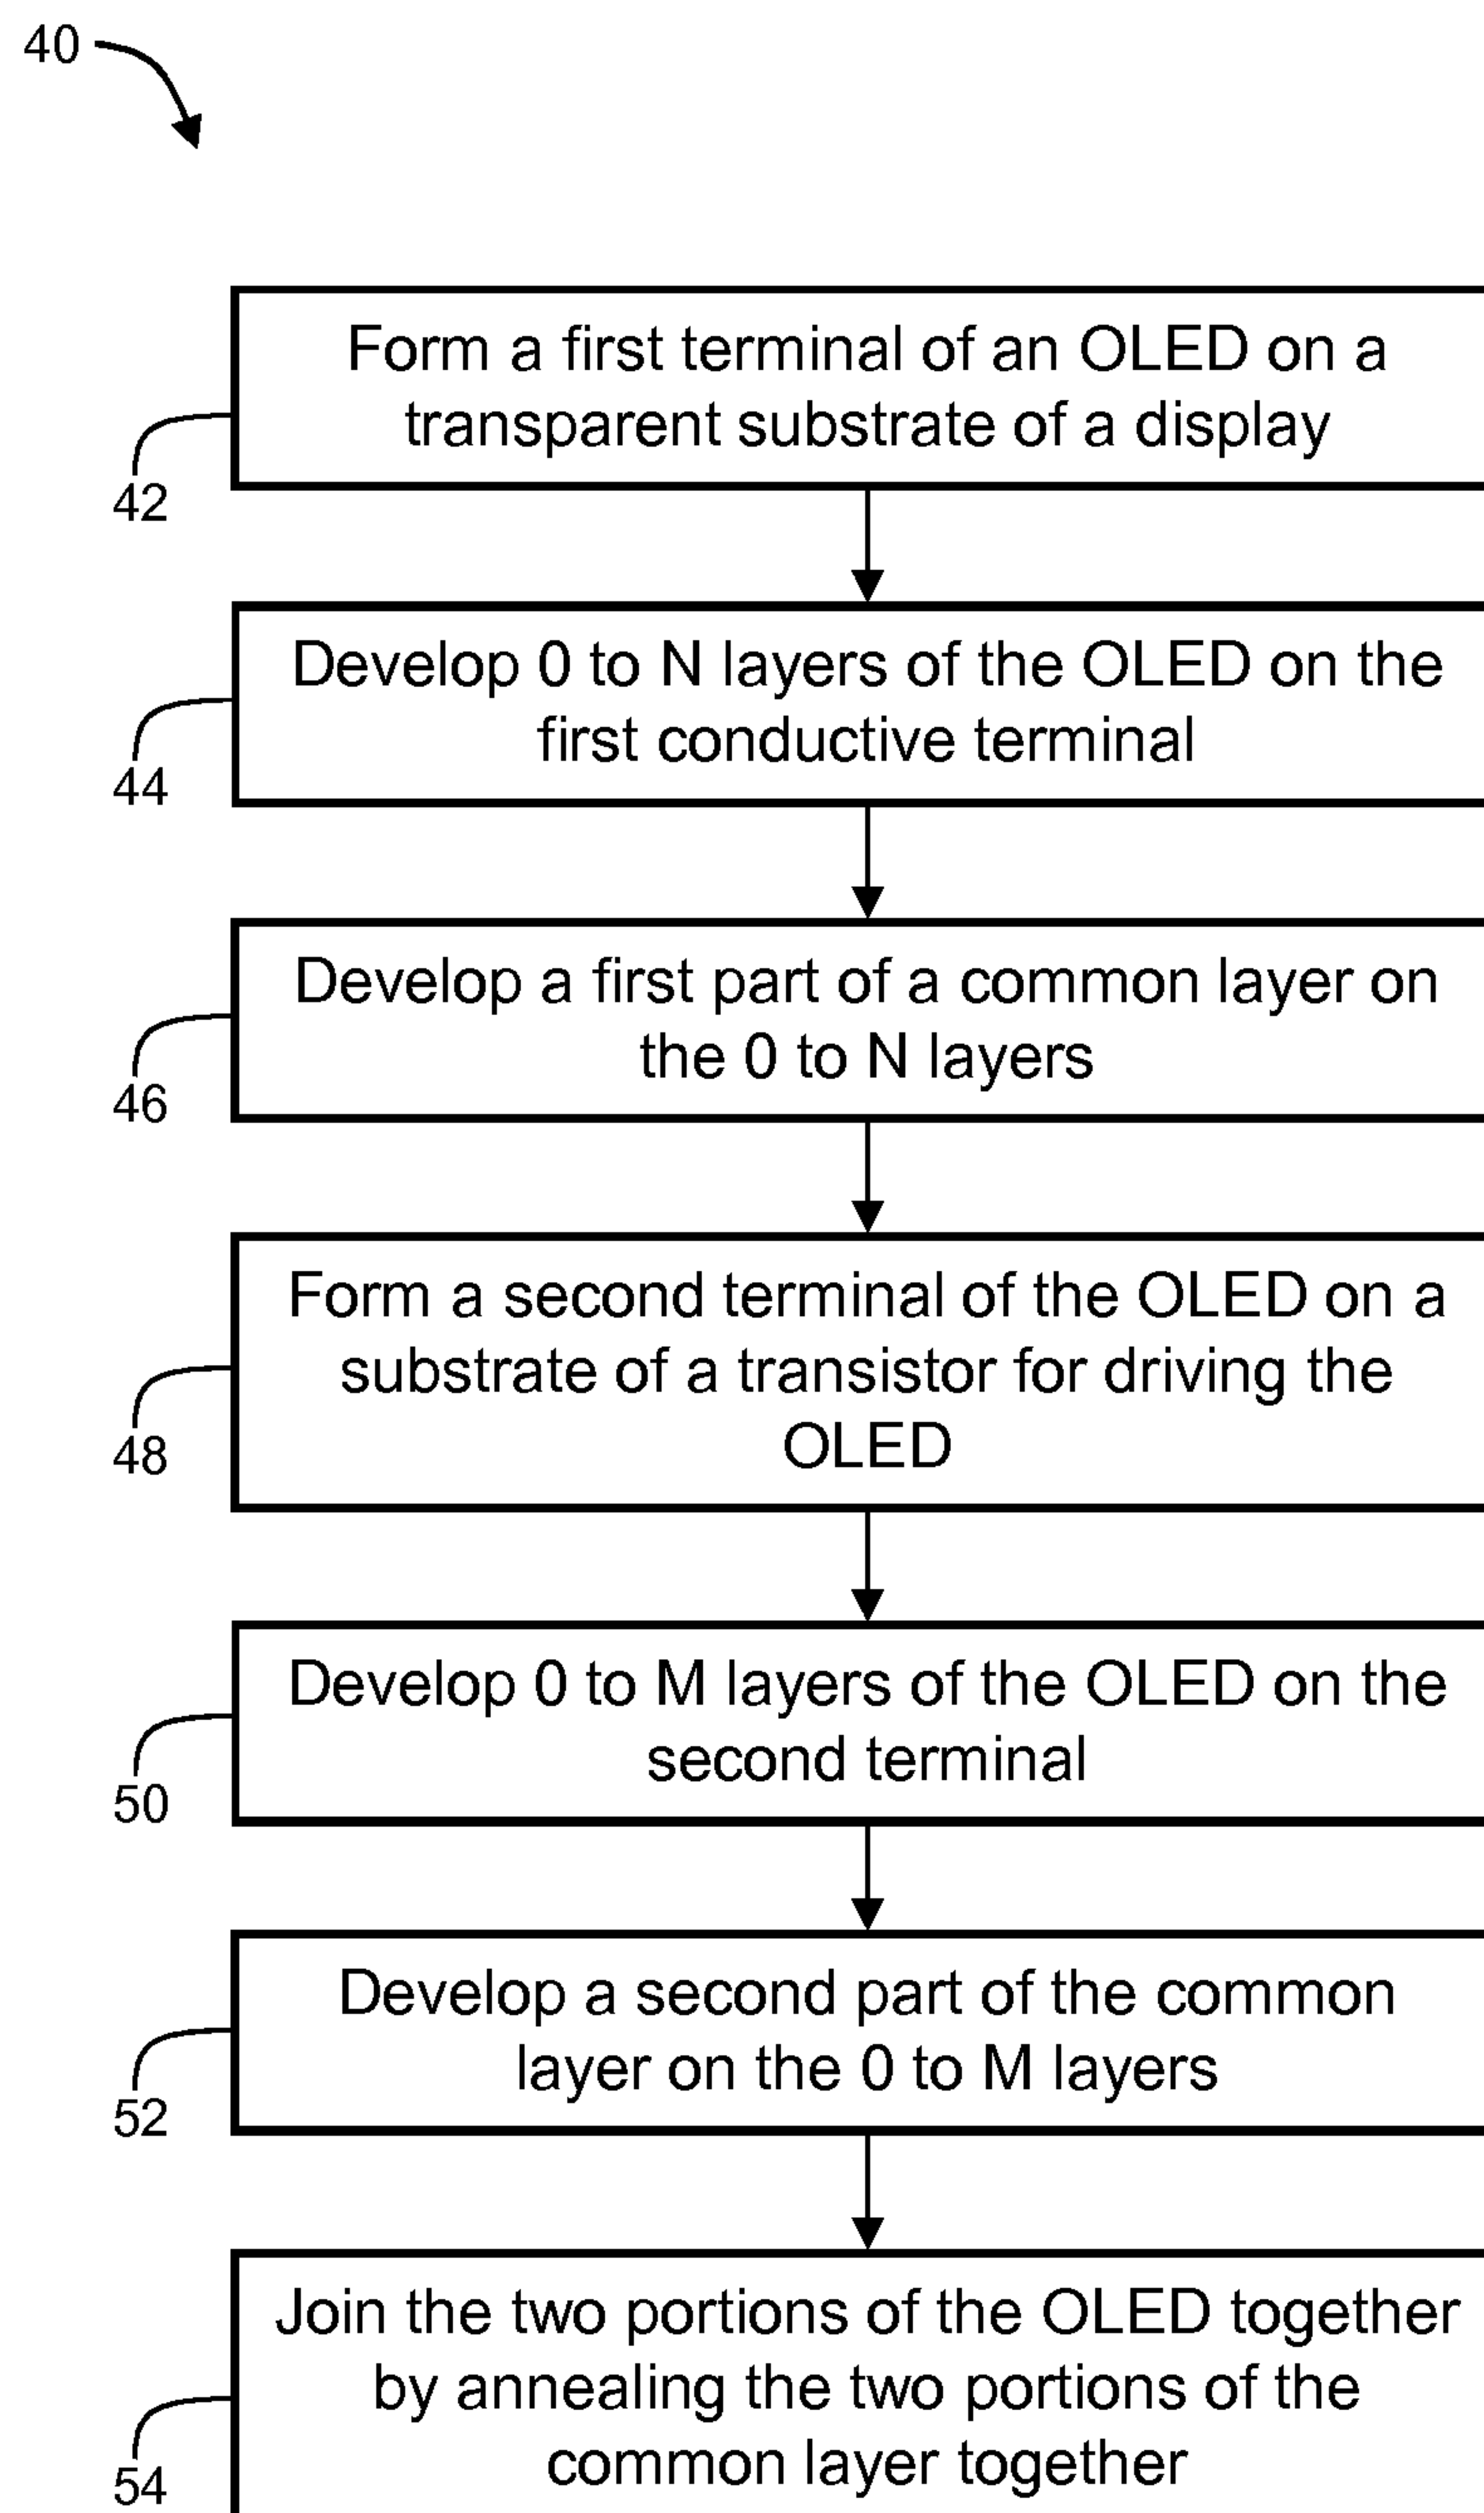 40
Form a first terminal of an OLED on a
transparent substrate of a display
42
Develop 0 to N layers of the OLED on the
first conductive terminal
44
Develop a first part of a common layer on
the 0 to N layers
46
Form a second terminal of the OLED on a
substrate of a transistor for driving the
OLED
48
Develop 0 to M layers of the OLED on the
second terminal
50
Develop a second part of the common
layer on the 0 to M layers
52
Join the two portions of the OLED together
by annealing the two portions of the
common layer together
54